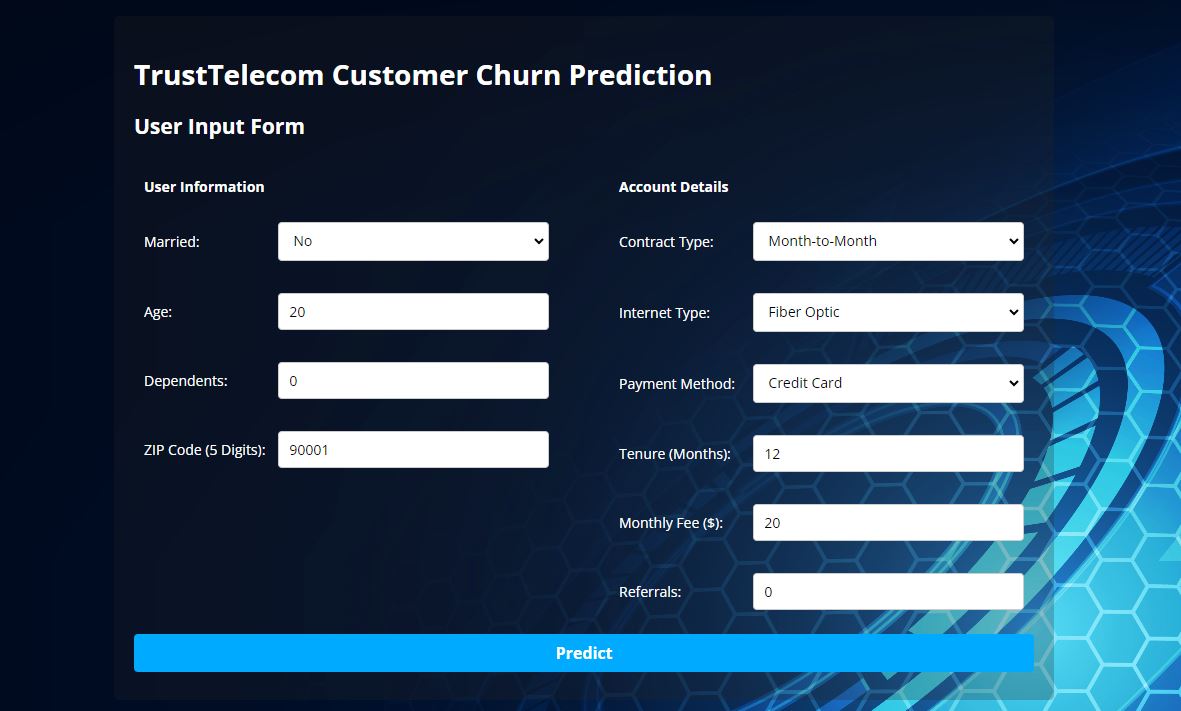 TrustTelecom Customer Churn Prediction
User Input Form
User Information
Married: No
Age: 20
Dependents: 0
ZIP Code (5 Digits): 90001
Account Details
Contract Type: Month-to-Month
Internet Type: Fiber Optic
Payment Method: Credit Card
Tenure (Months): 12
Monthly Fee ($): 20
Referrals: 0
Predict